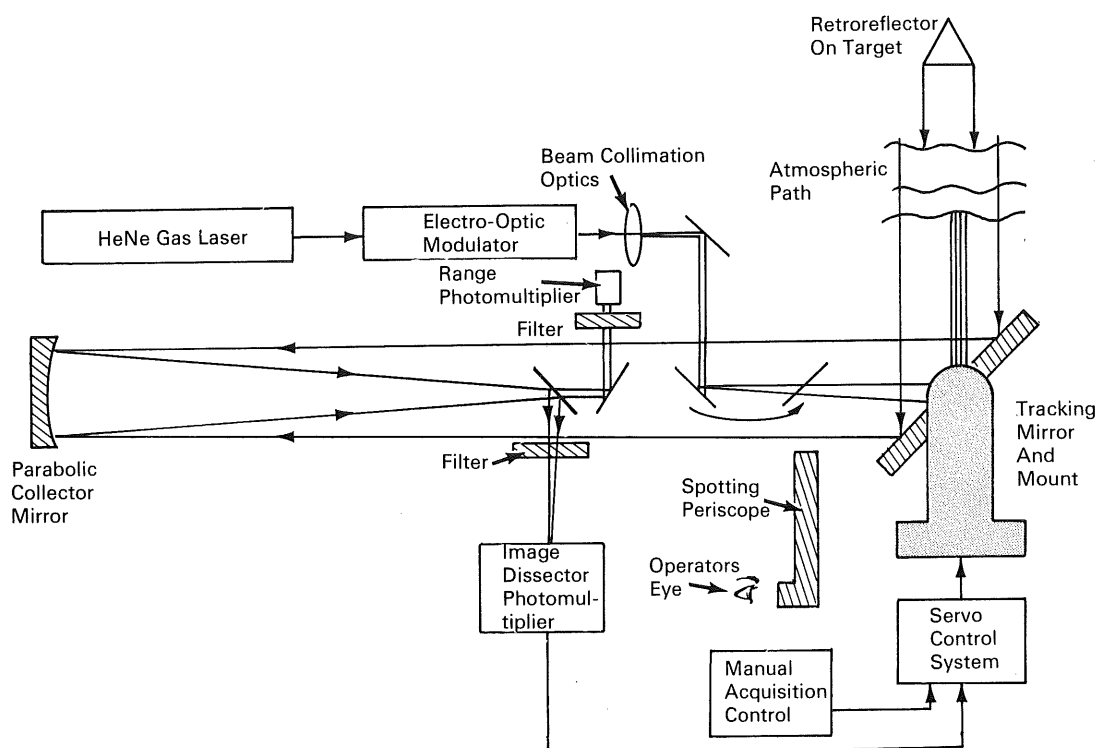 Retroreflector
On Target
Beam Collimation
Optics
Atmospheric
Path
HeNe Gas Laser
Electro-Optic
Modulator
Range
Photomultiplier
Filter
Parabolic
Collector
Mirror
Filter
Spotting
Periscope
Tracking
Mirror
And
Mount
Image
Dissector
Photomul-
tiplier
Operators
Eye
Servo
Control
System
Manual
Acquisition
Control